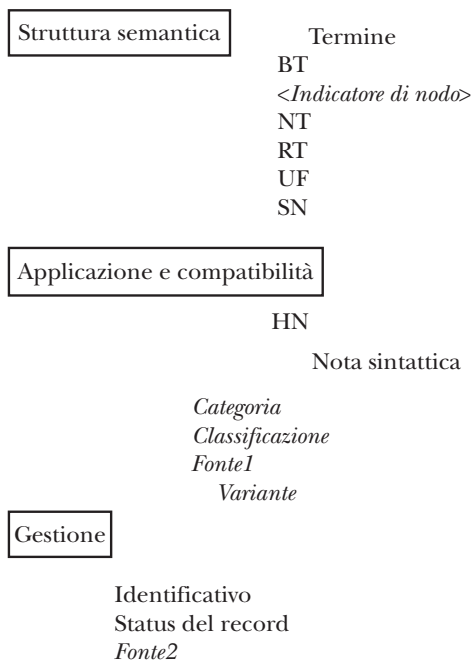 Struttura semantica
Termine
BT
<Indicatore di nodo>
NT
RT
UF
SN
Applicazione e compatibilità
HN
Nota sintattica
Categoria
Classificazione
Fonte1
Variante
Gestione
Identificativo
Status del record
Fonte2